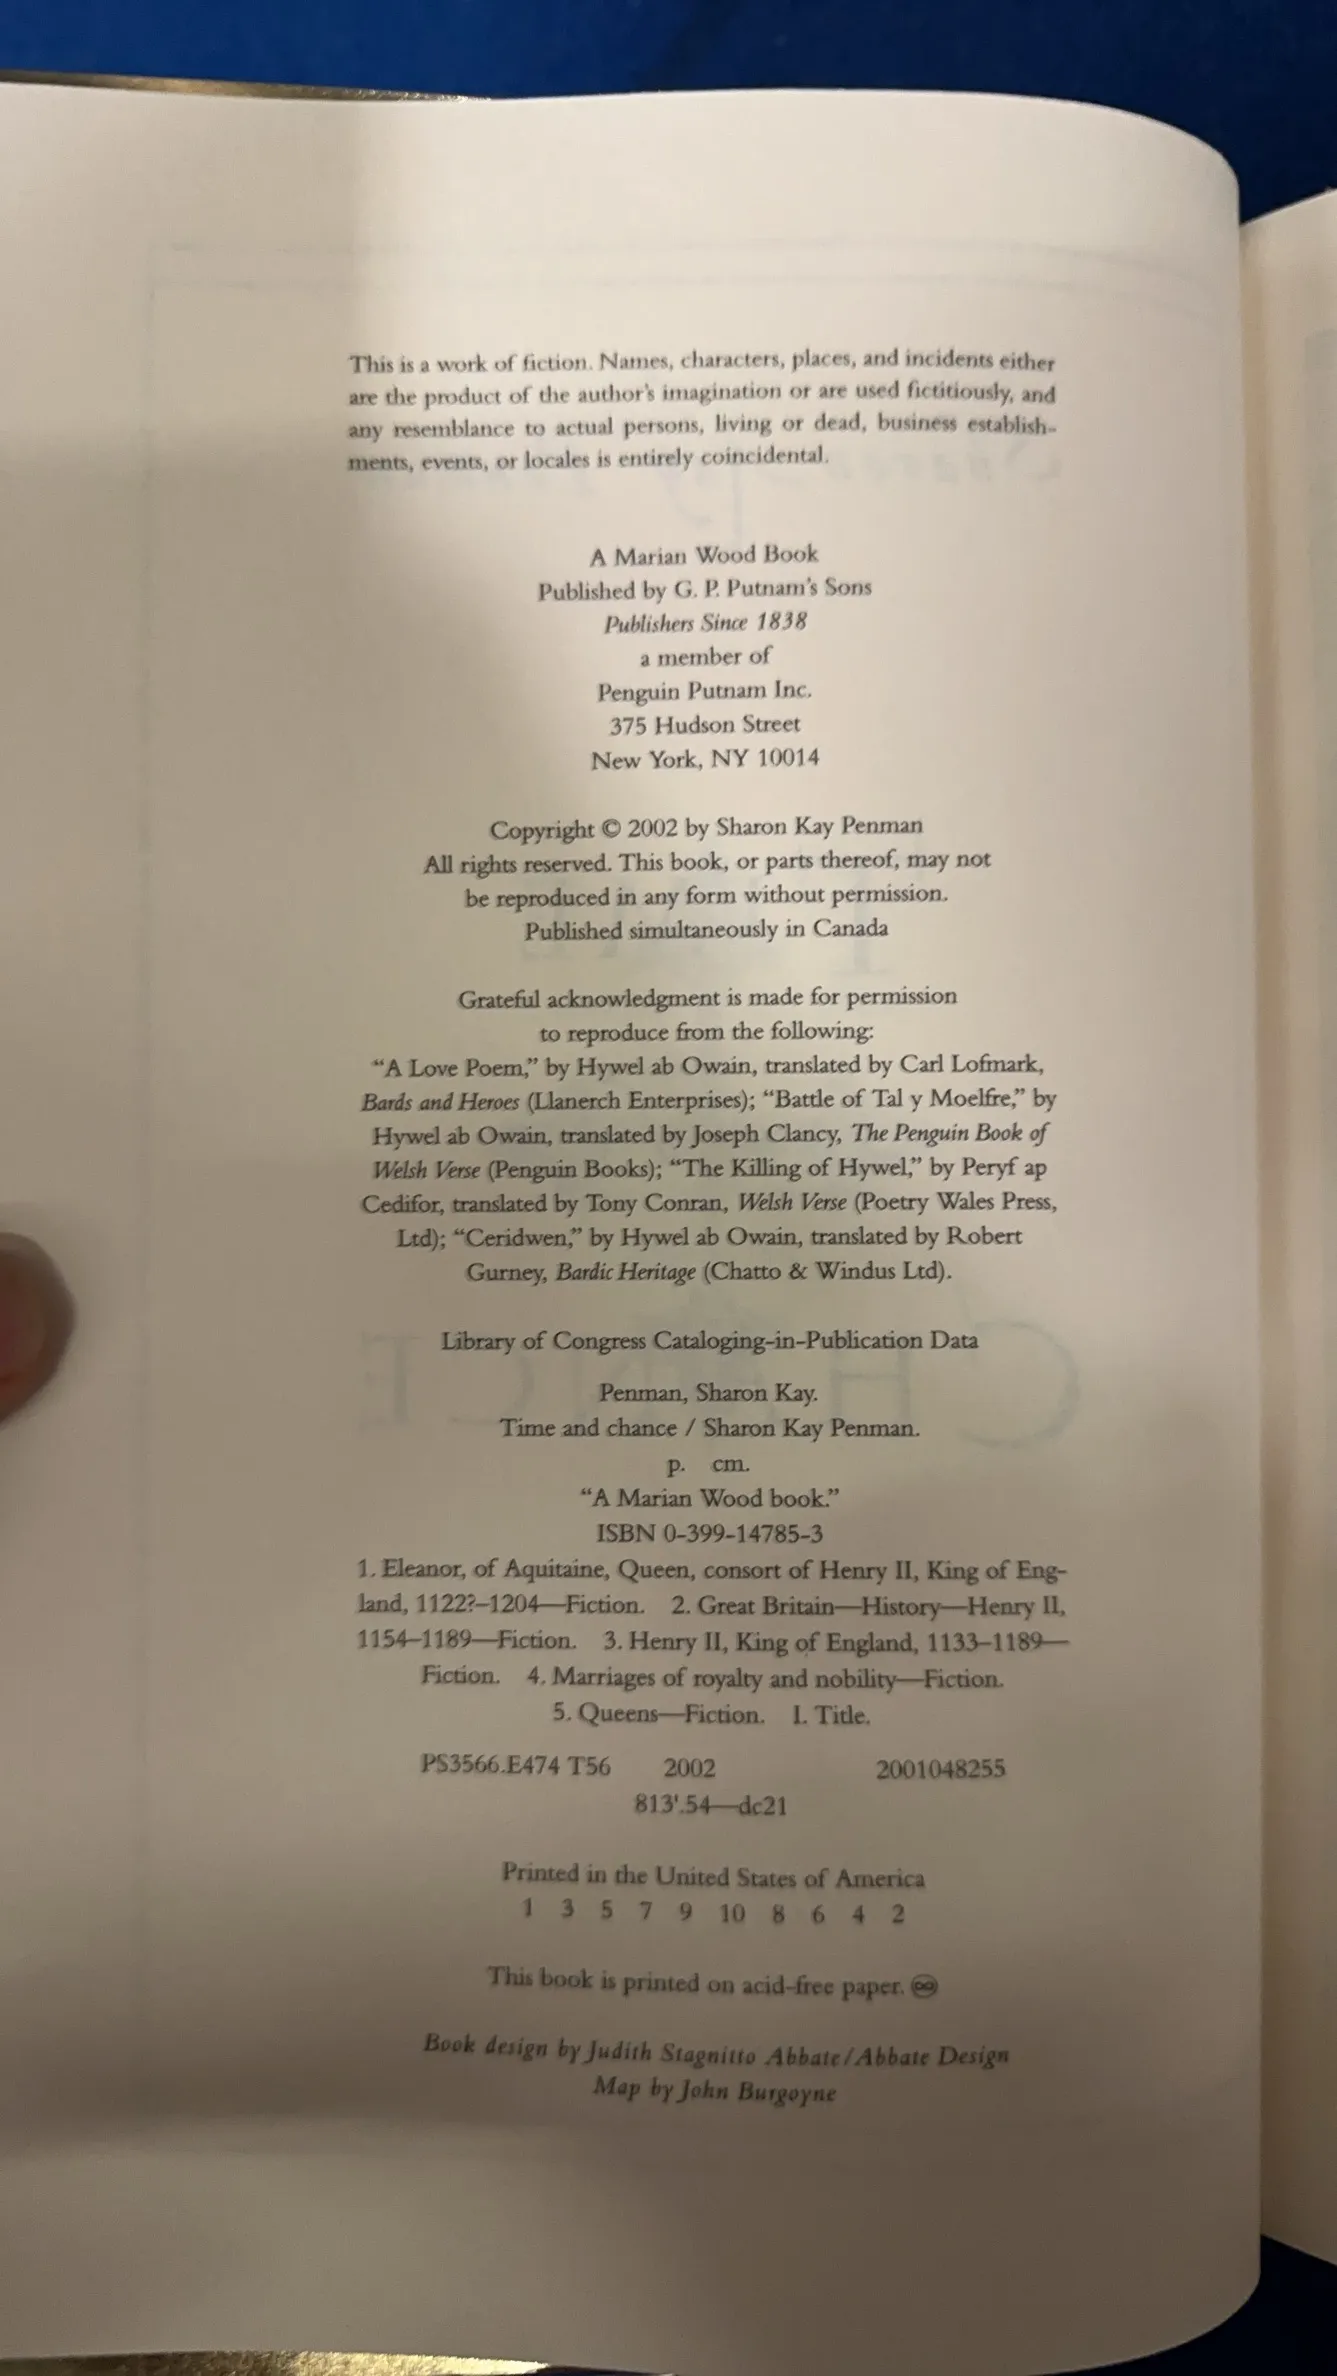 This is a work of fiction. Names, characters, places, and incidents either
are the product of the author's imagination or are used fictitiously, and
any resemblance to actual persons, living or dead, business establish-
ments, events, or locales is entirely coincidental.
A Marian Wood Book
Published by G. P. Putnam's Sons
Publishers Since 1838
a member of
Penguin Putnam Inc.
375 Hudson Street
New York, NY 10014
Copyright © 2002 by Sharon Kay Penman
All rights reserved. This book, or parts thereof, may not
be reproduced in any form without permission.
Published simultaneously in Canada
Grateful acknowledgment is made for permission
to reproduce from the following:
“A Love Poem,” by Hywel ab Owain, translated by Carl Lofmark,
Bards and Heroes (Llanerch Enterprises); “Battle of Tal y Moelfre,” by
Hywel ab Owain, translated by Joseph Clancy, The Penguin Book of
Welsh Verse (Penguin Books); “The Killing of Hywel,” by Peryf ap
Cedifor, translated by Tony Conran, Welsh Verse (Poetry Wales Press,
Ltd); “Ceridwen,” by Hywel ab Owain, translated by Robert
Gurney, Bardic Heritage (Chatto & Windus Ltd).
Library of Congress Cataloging-in-Publication Data
Penman, Sharon Kay.
Time and chance / Sharon Kay Penman.
p. cm.
“A Marian Wood book.”
ISBN 0-399-14785-3
1. Eleanor, of Aquitaine, Queen, consort of Henry II, King of Eng-
land, 1122?–1204—Fiction. 2. Great Britain—History—Henry II,
1154–1189—Fiction. 3. Henry II, King of England, 1133–1189—
Fiction. 4. Marriages of royalty and nobility—Fiction.
5. Queens—Fiction. I. Title.
PS3566.E474 T56 2002 2001048255
813'.54—dc21
Printed in the United States of America
1 3 5 7 9 10 8 6 4 2
This book is printed on acid-free paper. ♾
Book design by Judith Stagnitto Abbate/Abbate Design
Map by John Burgoyne